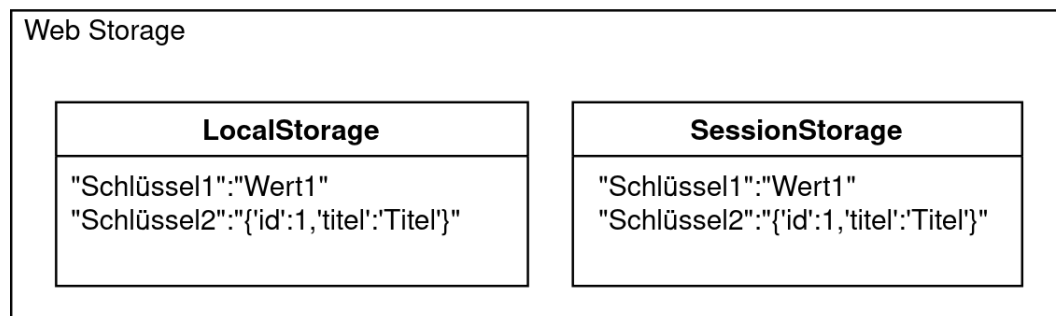 Web Storage
LocalStorage
"Schlüssel1":"Wert1"
"Schlüssel2":"{'id':1,'titel':'Titel'}"
SessionStorage
"Schlüssel1":"Wert1"
"Schlüssel2":"{'id':1,'titel':'Titel'}"